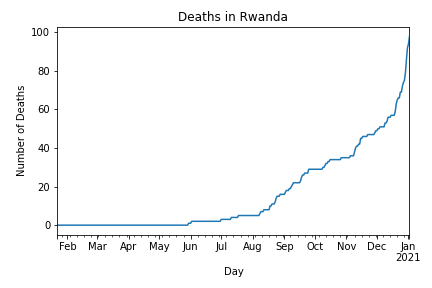 Deaths in Rwanda
Number of Deaths
100
80
60
40
20
0
Feb Mar Apr May Jun Jul Aug Sep Oct Nov Dec Jan
2021
Day